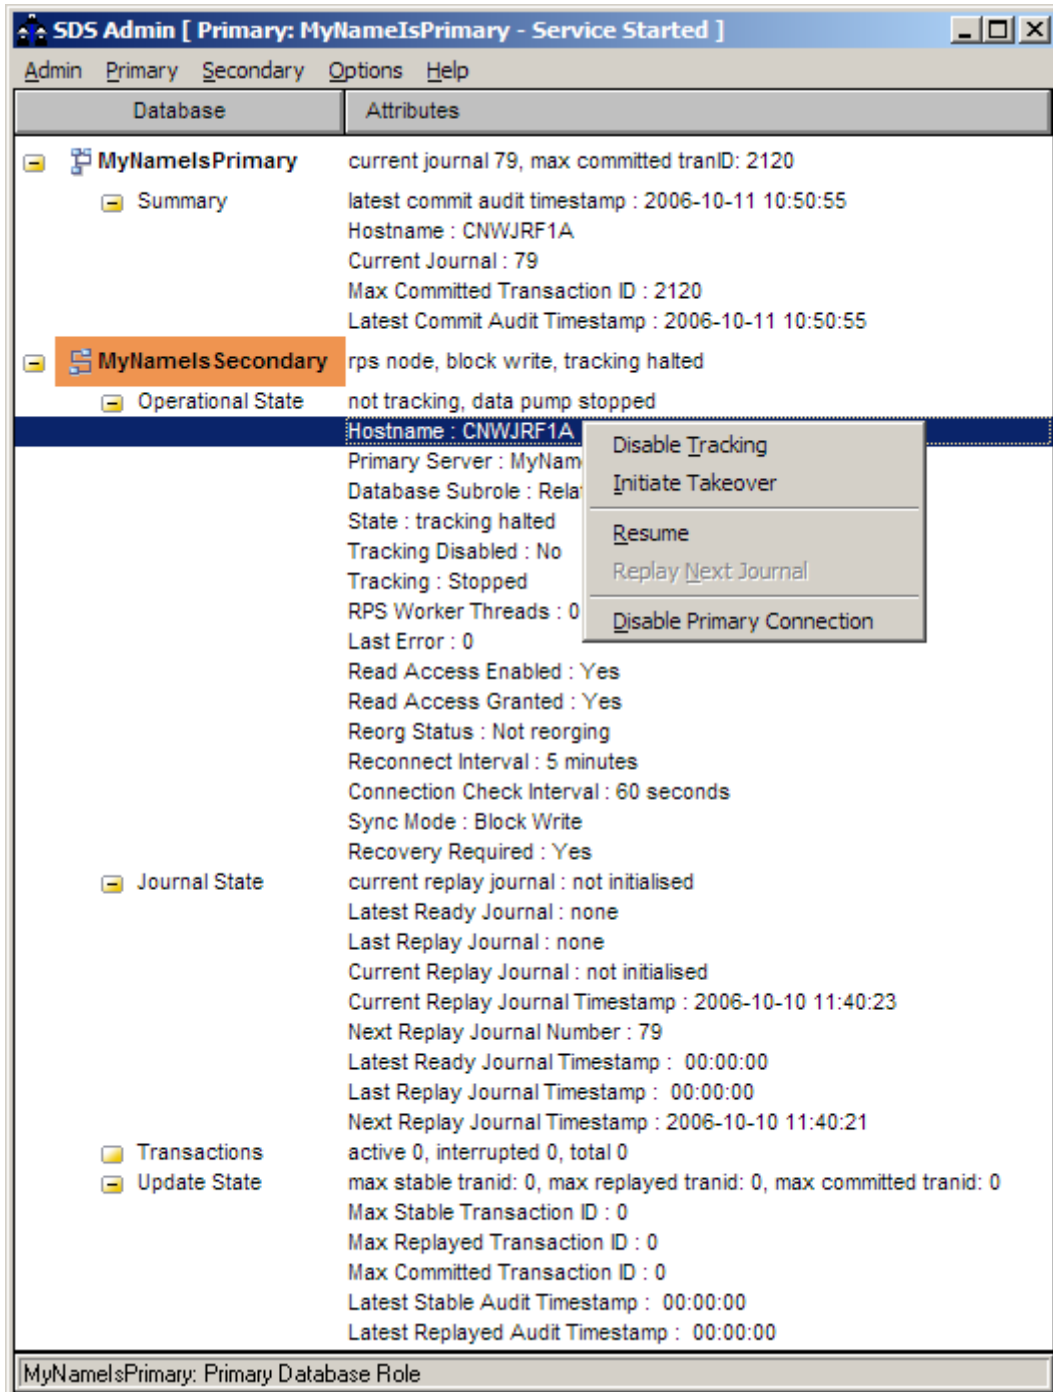 SDS Admin [ Primary: MyNameIsPrimary - Service Started ]
Admin Primary Secondary Options Help
Database Attributes
MyNameIsPrimary current journal 79, max committed tranID: 2120
Summary latest commit audit timestamp : 2006-10-11 10:50:55
Hostname : CNWJRF1A
Current Journal : 79
Max Committed Transaction ID : 2120
Latest Commit Audit Timestamp : 2006-10-11 10:50:55
MyNameIsSecondary rps node, block write, tracking halted
Operational State not tracking, data pump stopped
Hostname : CNWJRF1A
Primary Server : MyNam
Database Subrole : Rela
State : tracking halted
Tracking Disabled : No
Tracking : Stopped
RPS Worker Threads : 0
Last Error : 0
Disable Tracking
Initiate Takeover
Resume
Replay Next Journal
Disable Primary Connection
Read Access Enabled : Yes
Read Access Granted : Yes
Reorg Status : Not reorging
Reconnect Interval : 5 minutes
Connection Check Interval : 60 seconds
Sync Mode : Block Write
Recovery Required : Yes
Journal State current replay journal : not initialised
Latest Ready Journal : none
Last Replay Journal : none
Current Replay Journal : not initialised
Current Replay Journal Timestamp : 2006-10-10 11:40:23
Next Replay Journal Number : 79
Latest Ready Journal Timestamp :  00:00:00
Last Replay Journal Timestamp :  00:00:00
Next Replay Journal Timestamp : 2006-10-10 11:40:21
Transactions active 0, interrupted 0, total 0
Update State max stable tranid: 0, max replayed tranid: 0, max committed tranid: 0
Max Stable Transaction ID : 0
Max Replayed Transaction ID : 0
Max Committed Transaction ID : 0
Latest Stable Audit Timestamp :  00:00:00
Latest Replayed Audit Timestamp :  00:00:00
MyNameIsPrimary: Primary Database Role